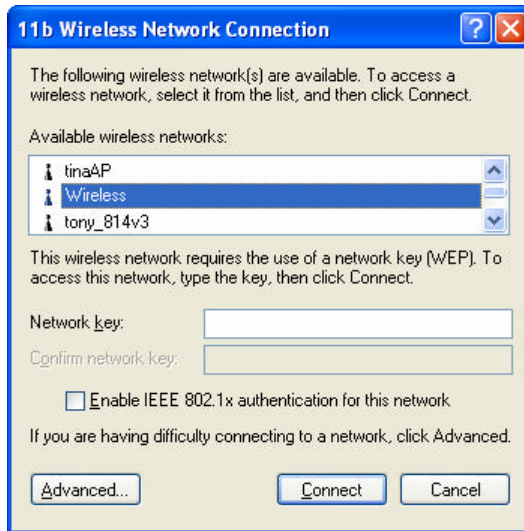 11b Wireless Network Connection
The following wireless network(s) are available. To access a
wireless network, select it from the list, and then click Connect.
Available wireless networks:
tinaAP
Wireless
tony_814v3
This wireless network requires the use of a network key (WEP). To
access this network, type the key, then click Connect.
Network key:
Confirm network key:
Enable IEEE 802.1x authentication for this network
If you are having difficulty connecting to a network, click Advanced.
Advanced... Connect Cancel